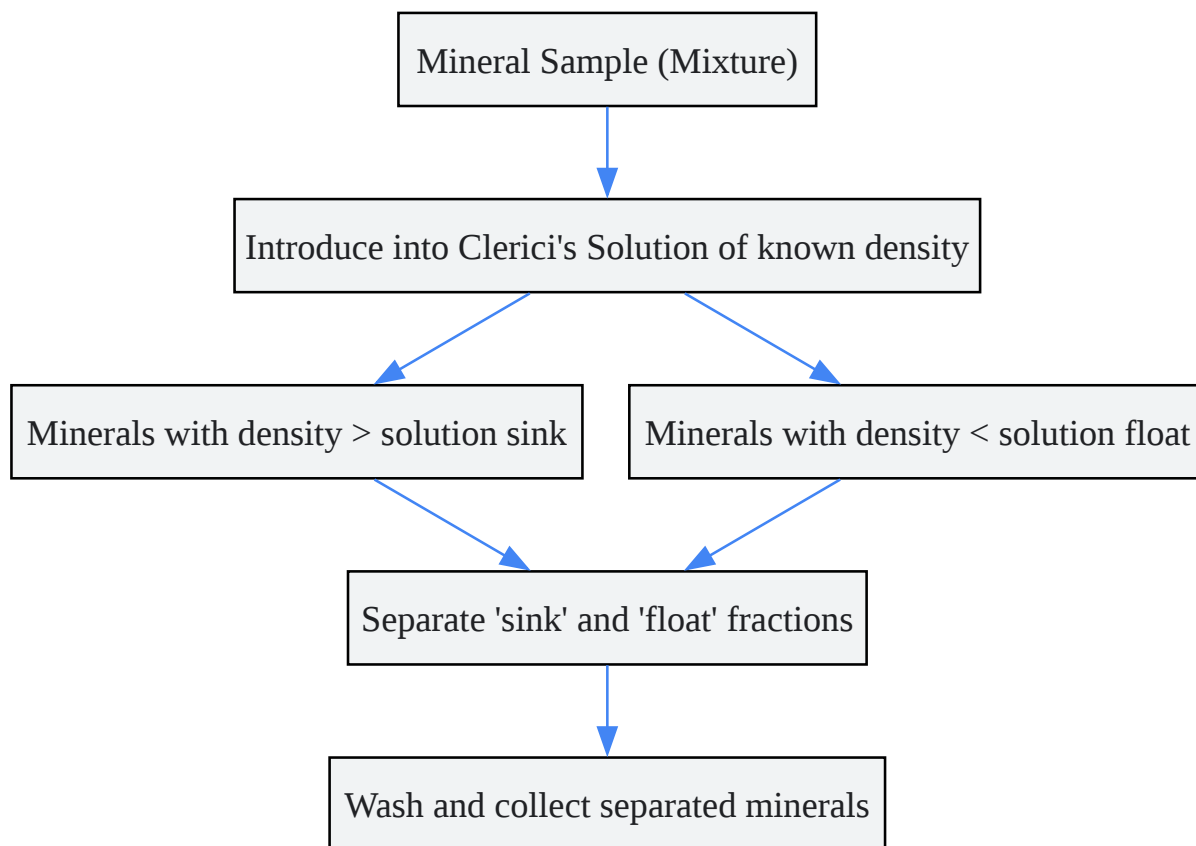 Mineral Sample (Mixture)
Introduce into Clerici's Solution of known density
Minerals with density > solution sink
Minerals with density < solution float
Separate 'sink' and 'float' fractions
Wash and collect separated minerals